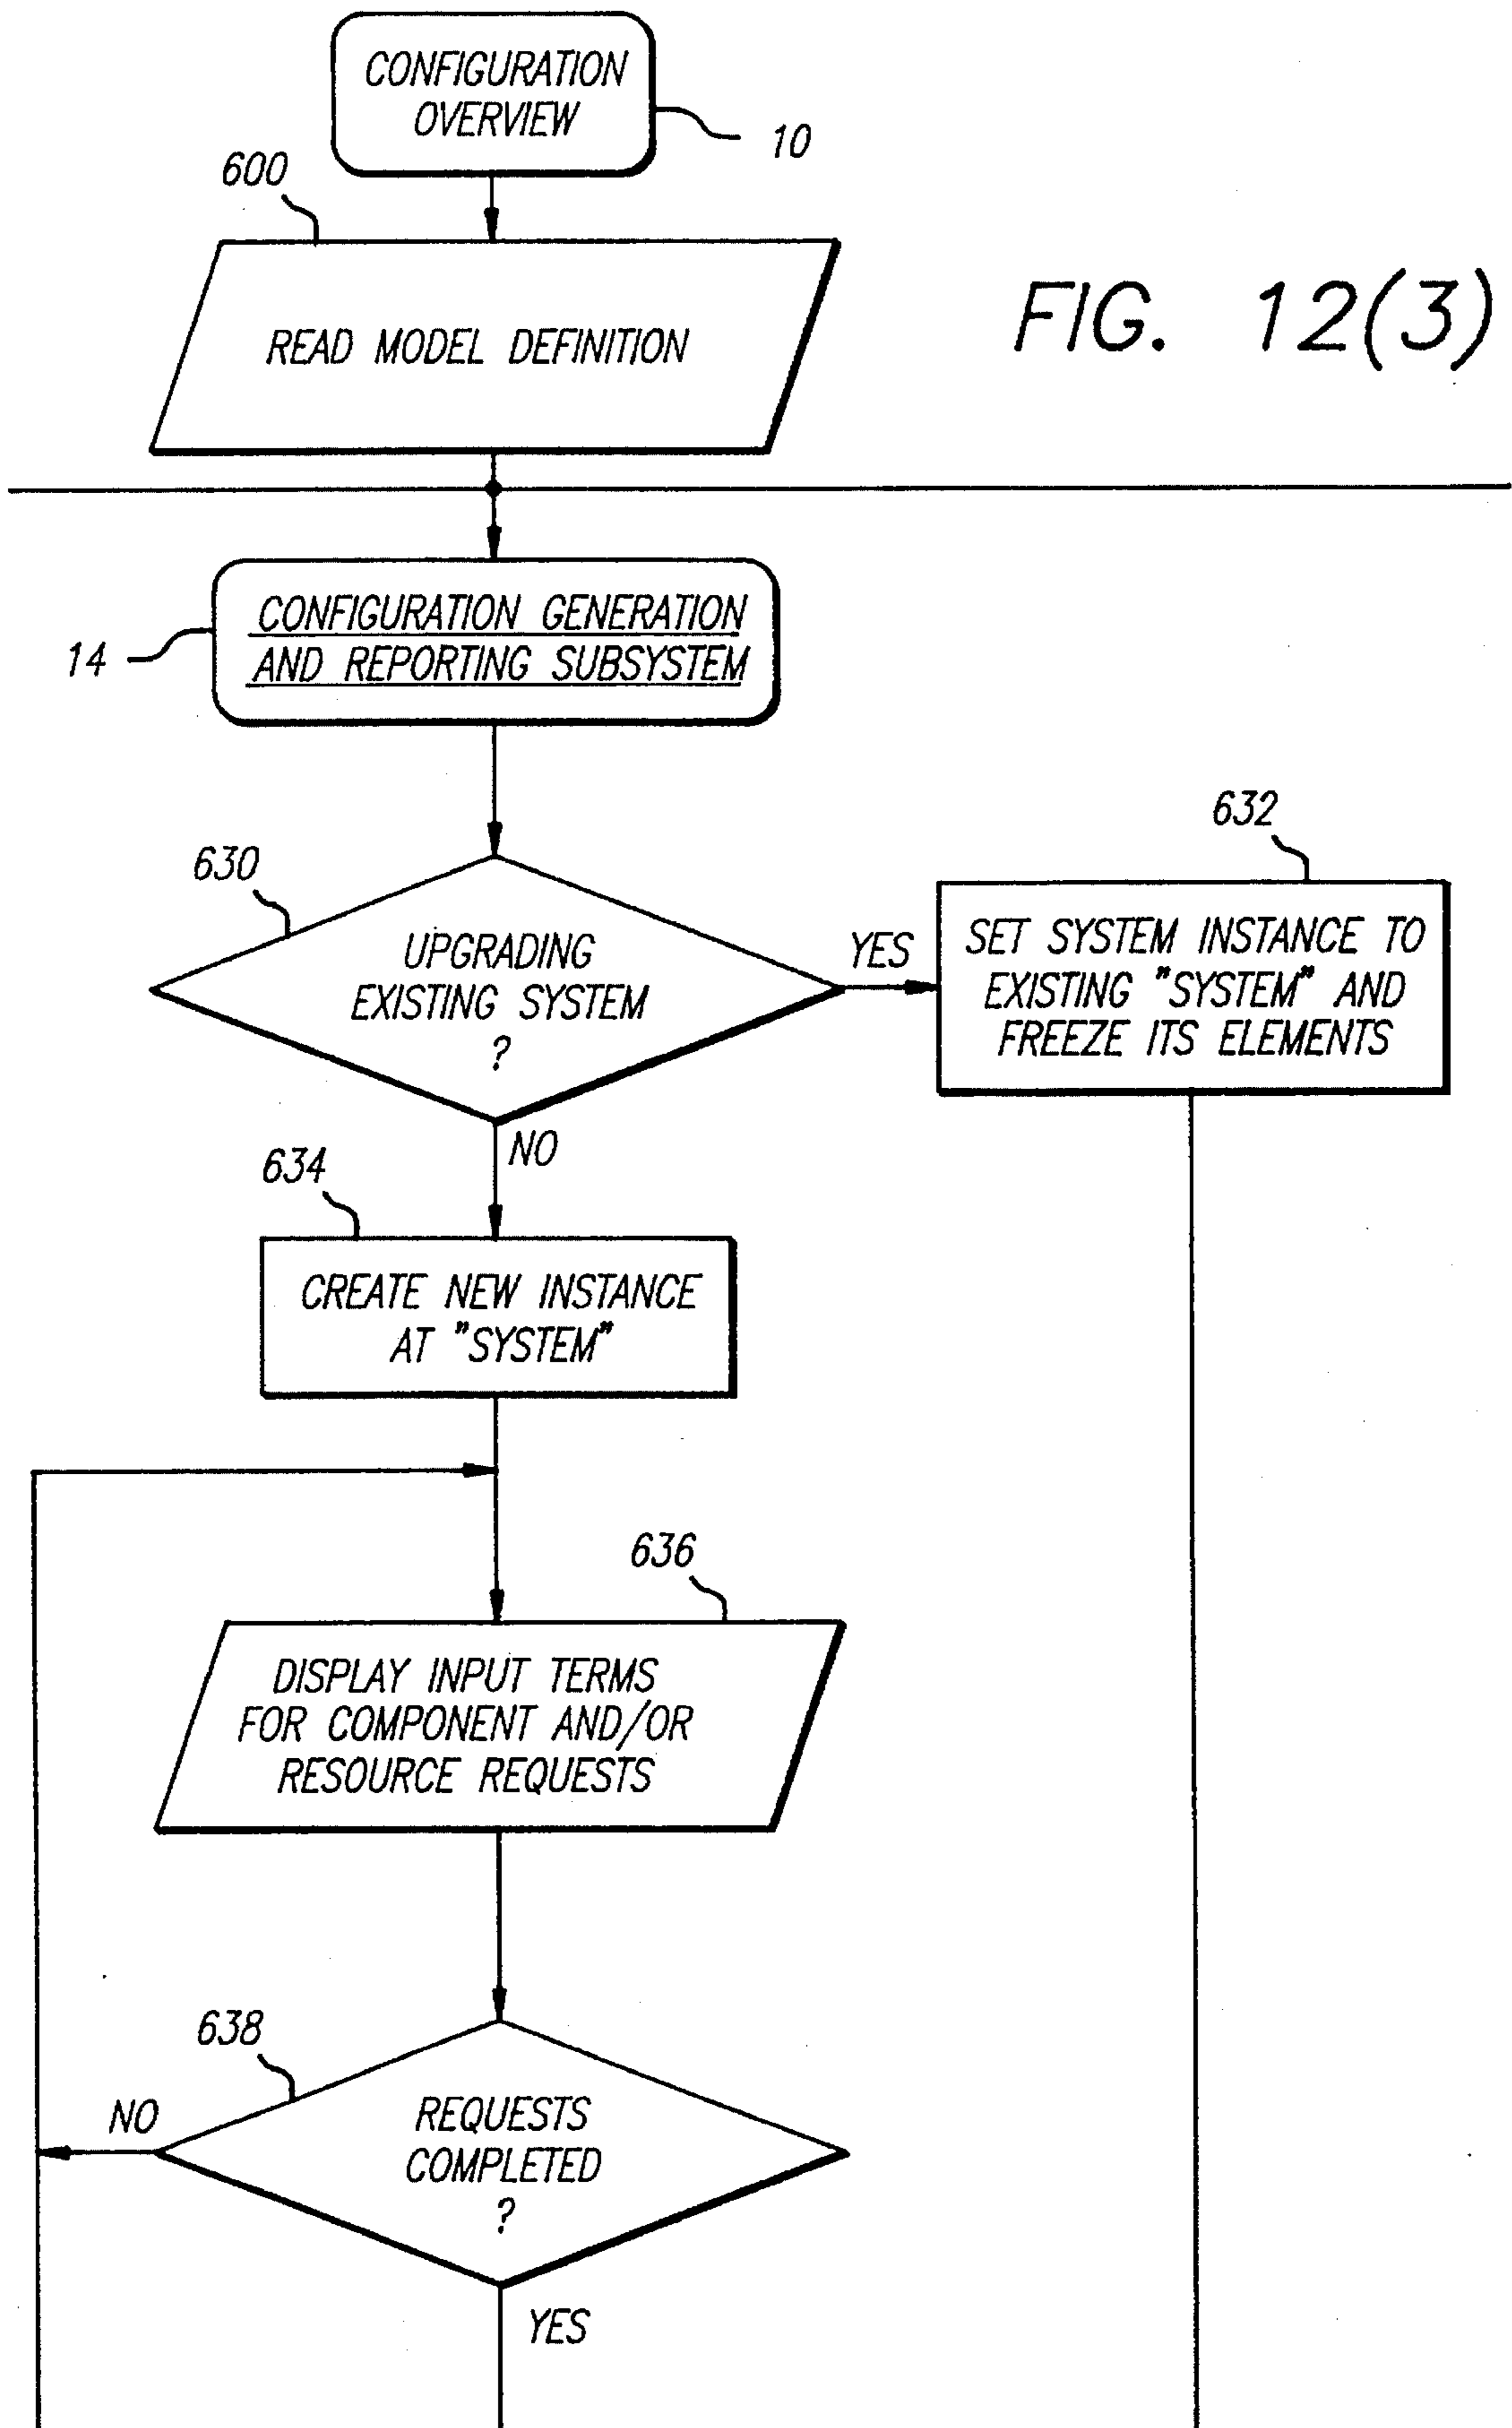 CONFIGURATION
OVERVIEW
10
600
READ MODEL DEFINITION
FIG. 12(3)
CONFIGURATION GENERATION
AND REPORTING SUBSYSTEM
14
630
UPGRADING
EXISTING SYSTEM
?
YES
632
SET SYSTEM INSTANCE TO
EXISTING "SYSTEM" AND
FREEZE ITS ELEMENTS
NO
634
CREATE NEW INSTANCE
AT "SYSTEM"
636
DISPLAY INPUT TERMS
FOR COMPONENT AND/OR
RESOURCE REQUESTS
638
NO
REQUESTS
COMPLETED
?
YES